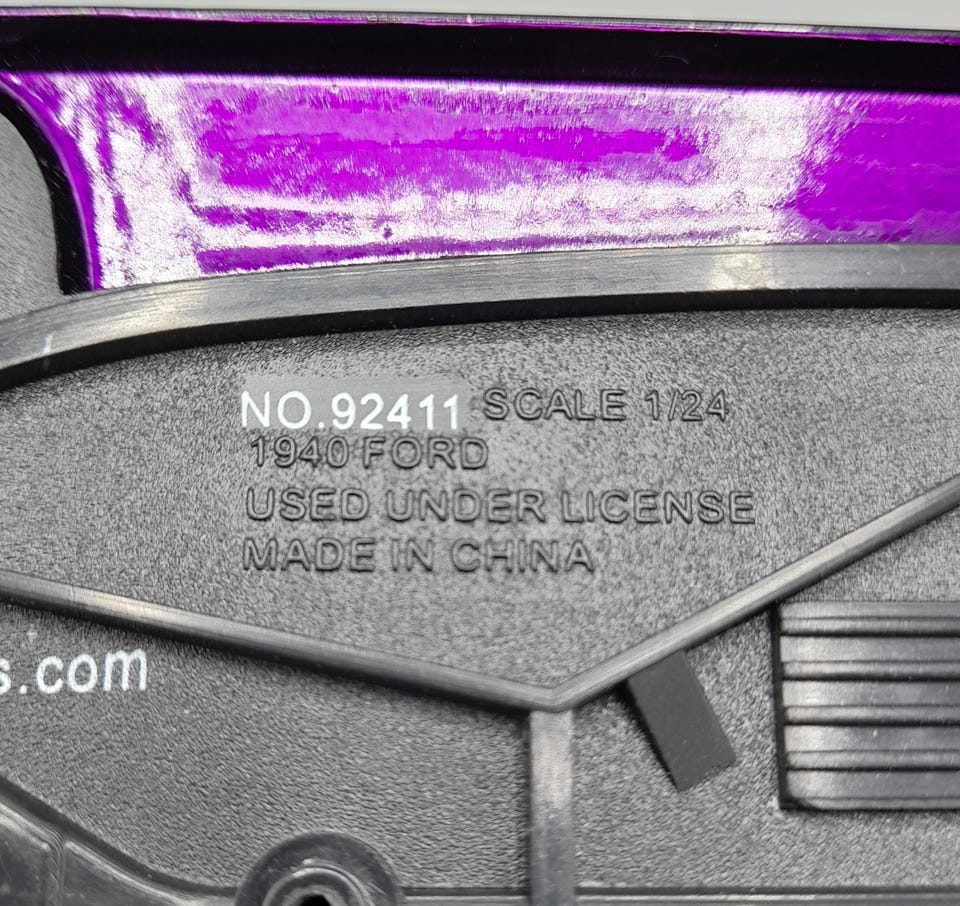 NO.92411 SCALE 1/24
1940 FORD
USED UNDER LICENSE
MADE IN CHINA
s.com